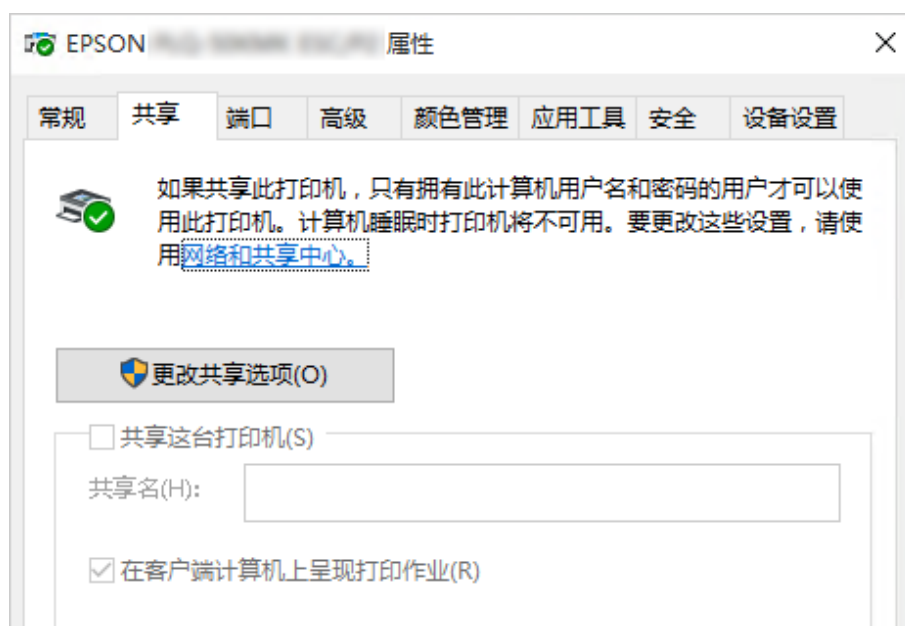 EPSON 属性
常规 共享 端口 高级 颜色管理 应用工具 安全 设备设置
如果共享此打印机，只有拥有此计算机用户名和密码的用户才可以使
用此打印机。计算机睡眠时打印机将不可用。要更改这些设置，请使
用网络和共享中心。
更改共享选项(O)
共享这台打印机(S)
共享名(H):
在客户端计算机上呈现打印作业(R)